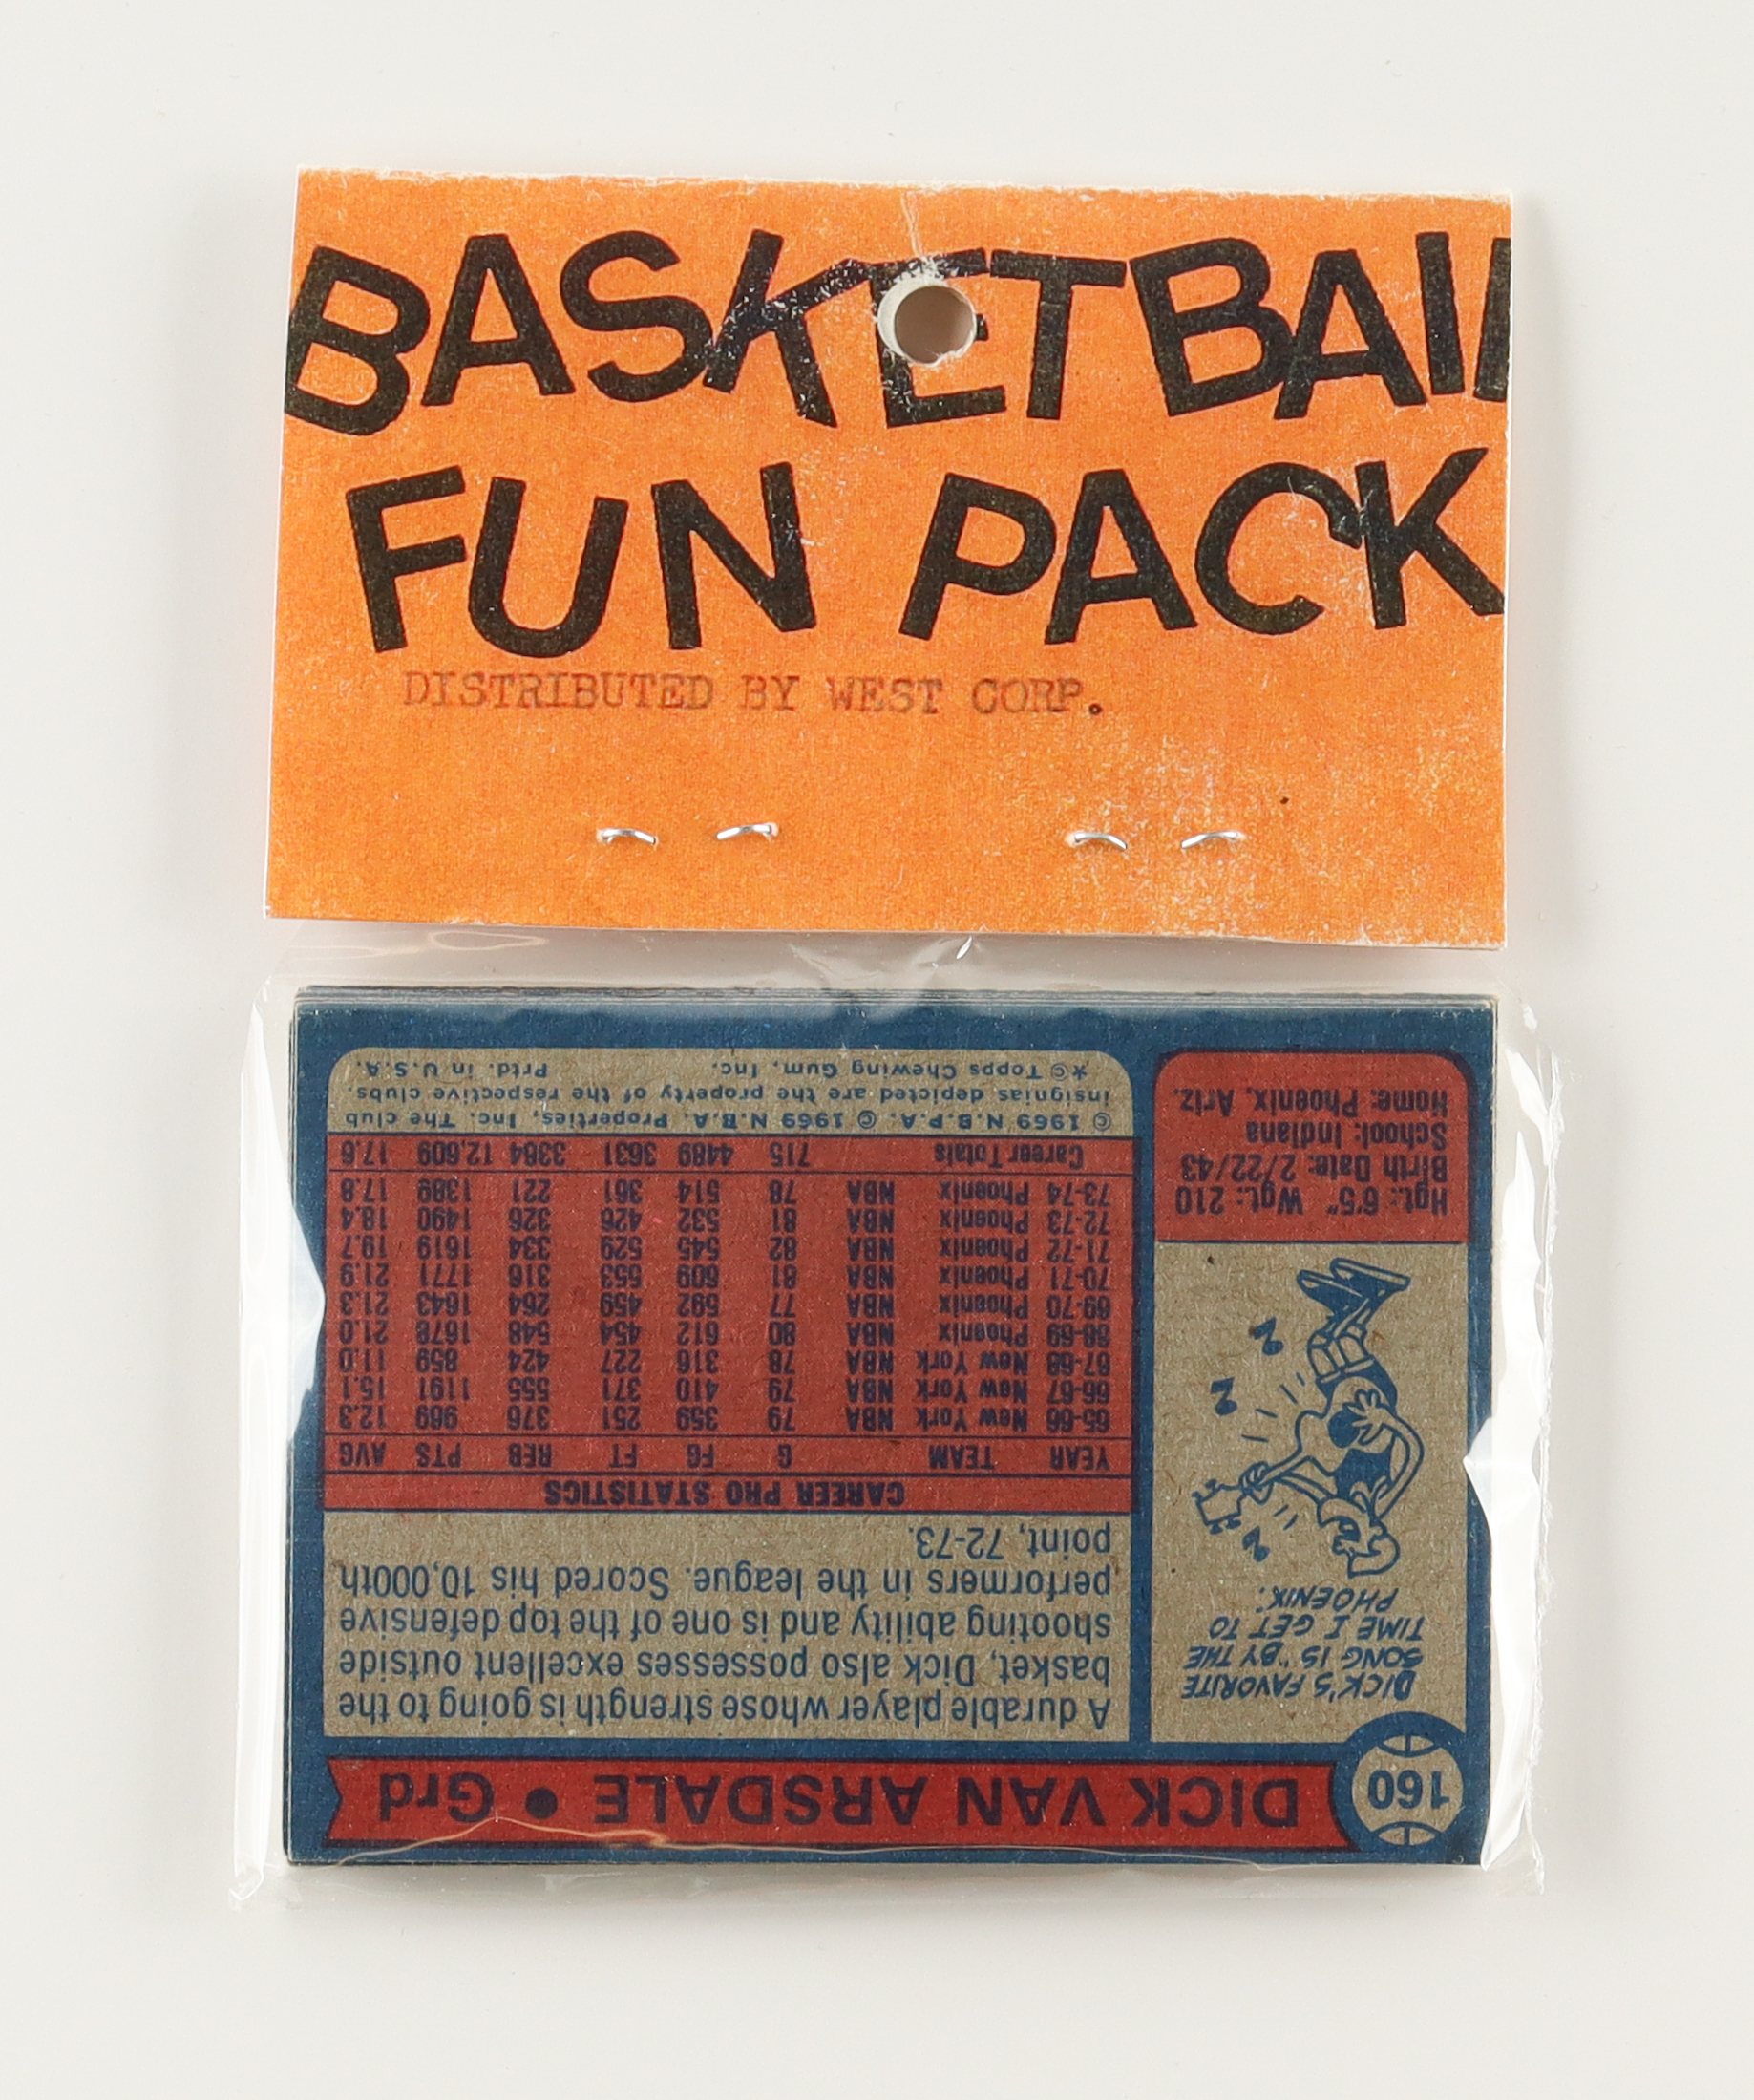 BASKETBALL
FUN PACK
DISTRIBUTED BY WEST CORP.
160
DICK VAN ARSDALE • Grd
DICK'S FAVORITE
SONG IS "BY THE
TIME I GET TO
PHOENIX."
Hgt.: 6'5" Wgt.: 210
Birth Date: 2/22/43
School: Indiana
Home: Phoenix, Ariz.
A durable player whose strength is going to the
basket, Dick also possesses excellent outside
shooting ability and is one of the top defensive
performers in the league. Scored his 10,000th
point, 72-73.
CAREER PRO STATISTICS
YEAR TEAM G FG FT REB PTS AVG
65-66 New York NBA 79 359 251 376 969 12.3
66-67 New York NBA 79 410 371 555 1191 15.1
67-68 New York NBA 78 316 227 424 859 11.0
68-69 Phoenix NBA 80 612 454 548 1678 21.0
69-70 Phoenix NBA 77 592 459 264 1643 21.3
70-71 Phoenix NBA 81 609 553 316 1771 21.9
71-72 Phoenix NBA 82 545 529 334 1619 19.7
72-73 Phoenix NBA 81 532 426 326 1490 18.4
73-74 Phoenix NBA 78 514 361 221 1389 17.8
Career Totals 715 4489 3631 3364 12,609 17.6
© 1969 N.B.P.A. © 1969 N.B.A. Properties, Inc. The club
insignias depicted are the property of the respective clubs.
*© Topps Chewing Gum, Inc. Prtd. in U.S.A.